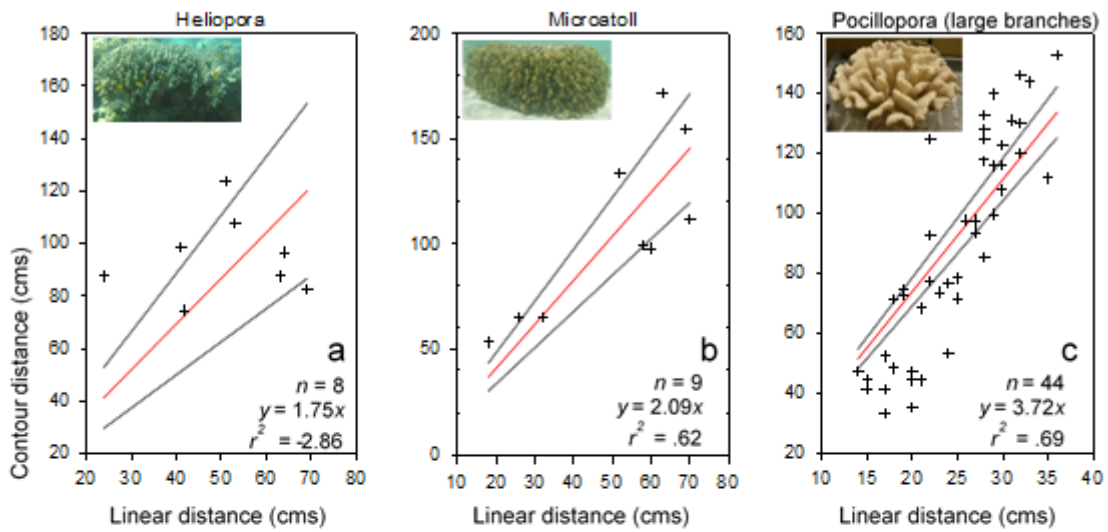 Heliopora
180
160
140
120
100
80
60
40
20
20 30 40 50 60 70 80
a
n = 8
y = 1.75x
r² = -2.86
Contour distance (cms)
Linear distance (cms)
Microatoll
200
150
100
50
0
10 20 30 40 50 60 70 80
b
n = 9
y = 2.09x
r² = .62
Linear distance (cms)
Pocillopora (large branches)
160
140
120
100
80
60
40
20
10 15 20 25 30 35 40
c
n = 44
y = 3.72x
r² = .69
Linear distance (cms)